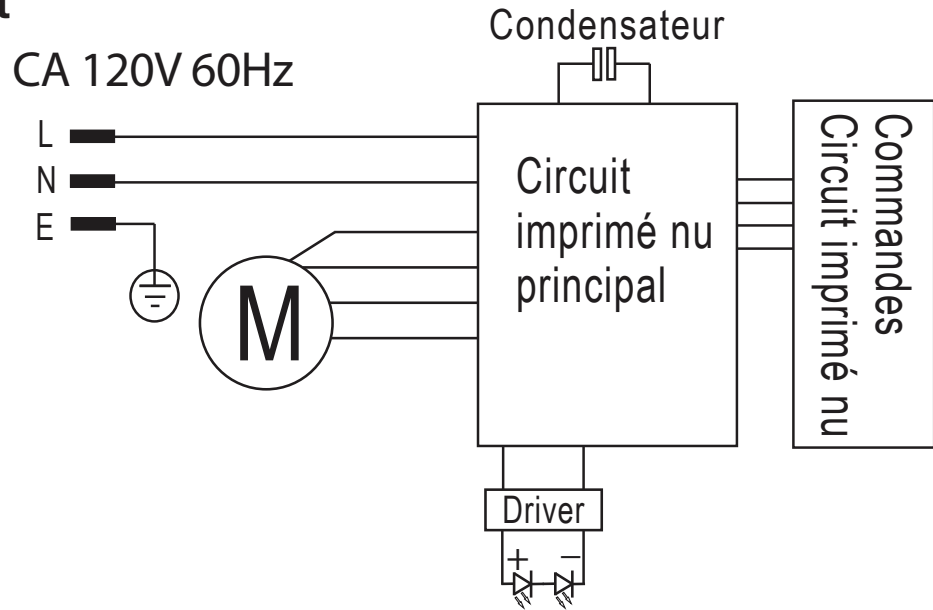 Condensateur
CA 120V 60Hz
L
N
E
M
Circuit
imprimé nu
principal
Commandes
Circuit imprimé nu
Driver
+ −